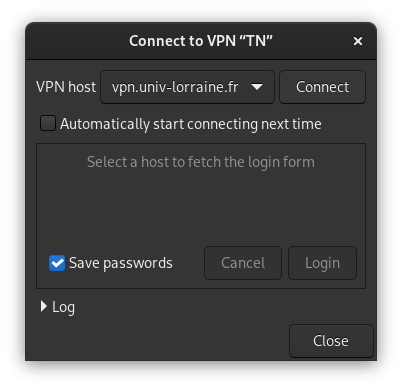 Connect to VPN “TN”
VPN host vpn.univ-lorraine.fr Connect
Automatically start connecting next time
Select a host to fetch the login form
Save passwords Cancel Login
Log
Close